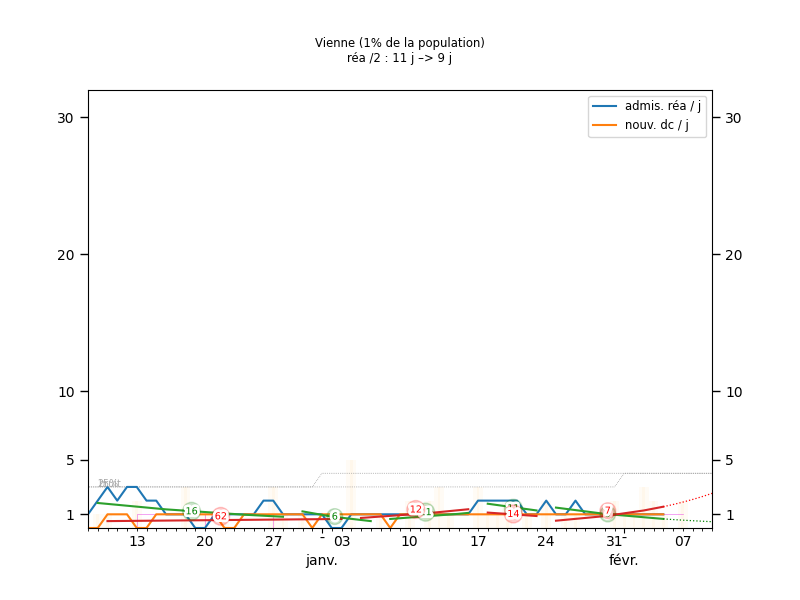 Vienne (1% de la population)
réa /2 : 11 j –> 9 j
admis. réa / j
nouv. dc / j
30 30
20 20
10 10
5 5
1 1
16 62 6 12 14 7
13 20 27 - 03 10 17 24 31- 07
janv. févr.